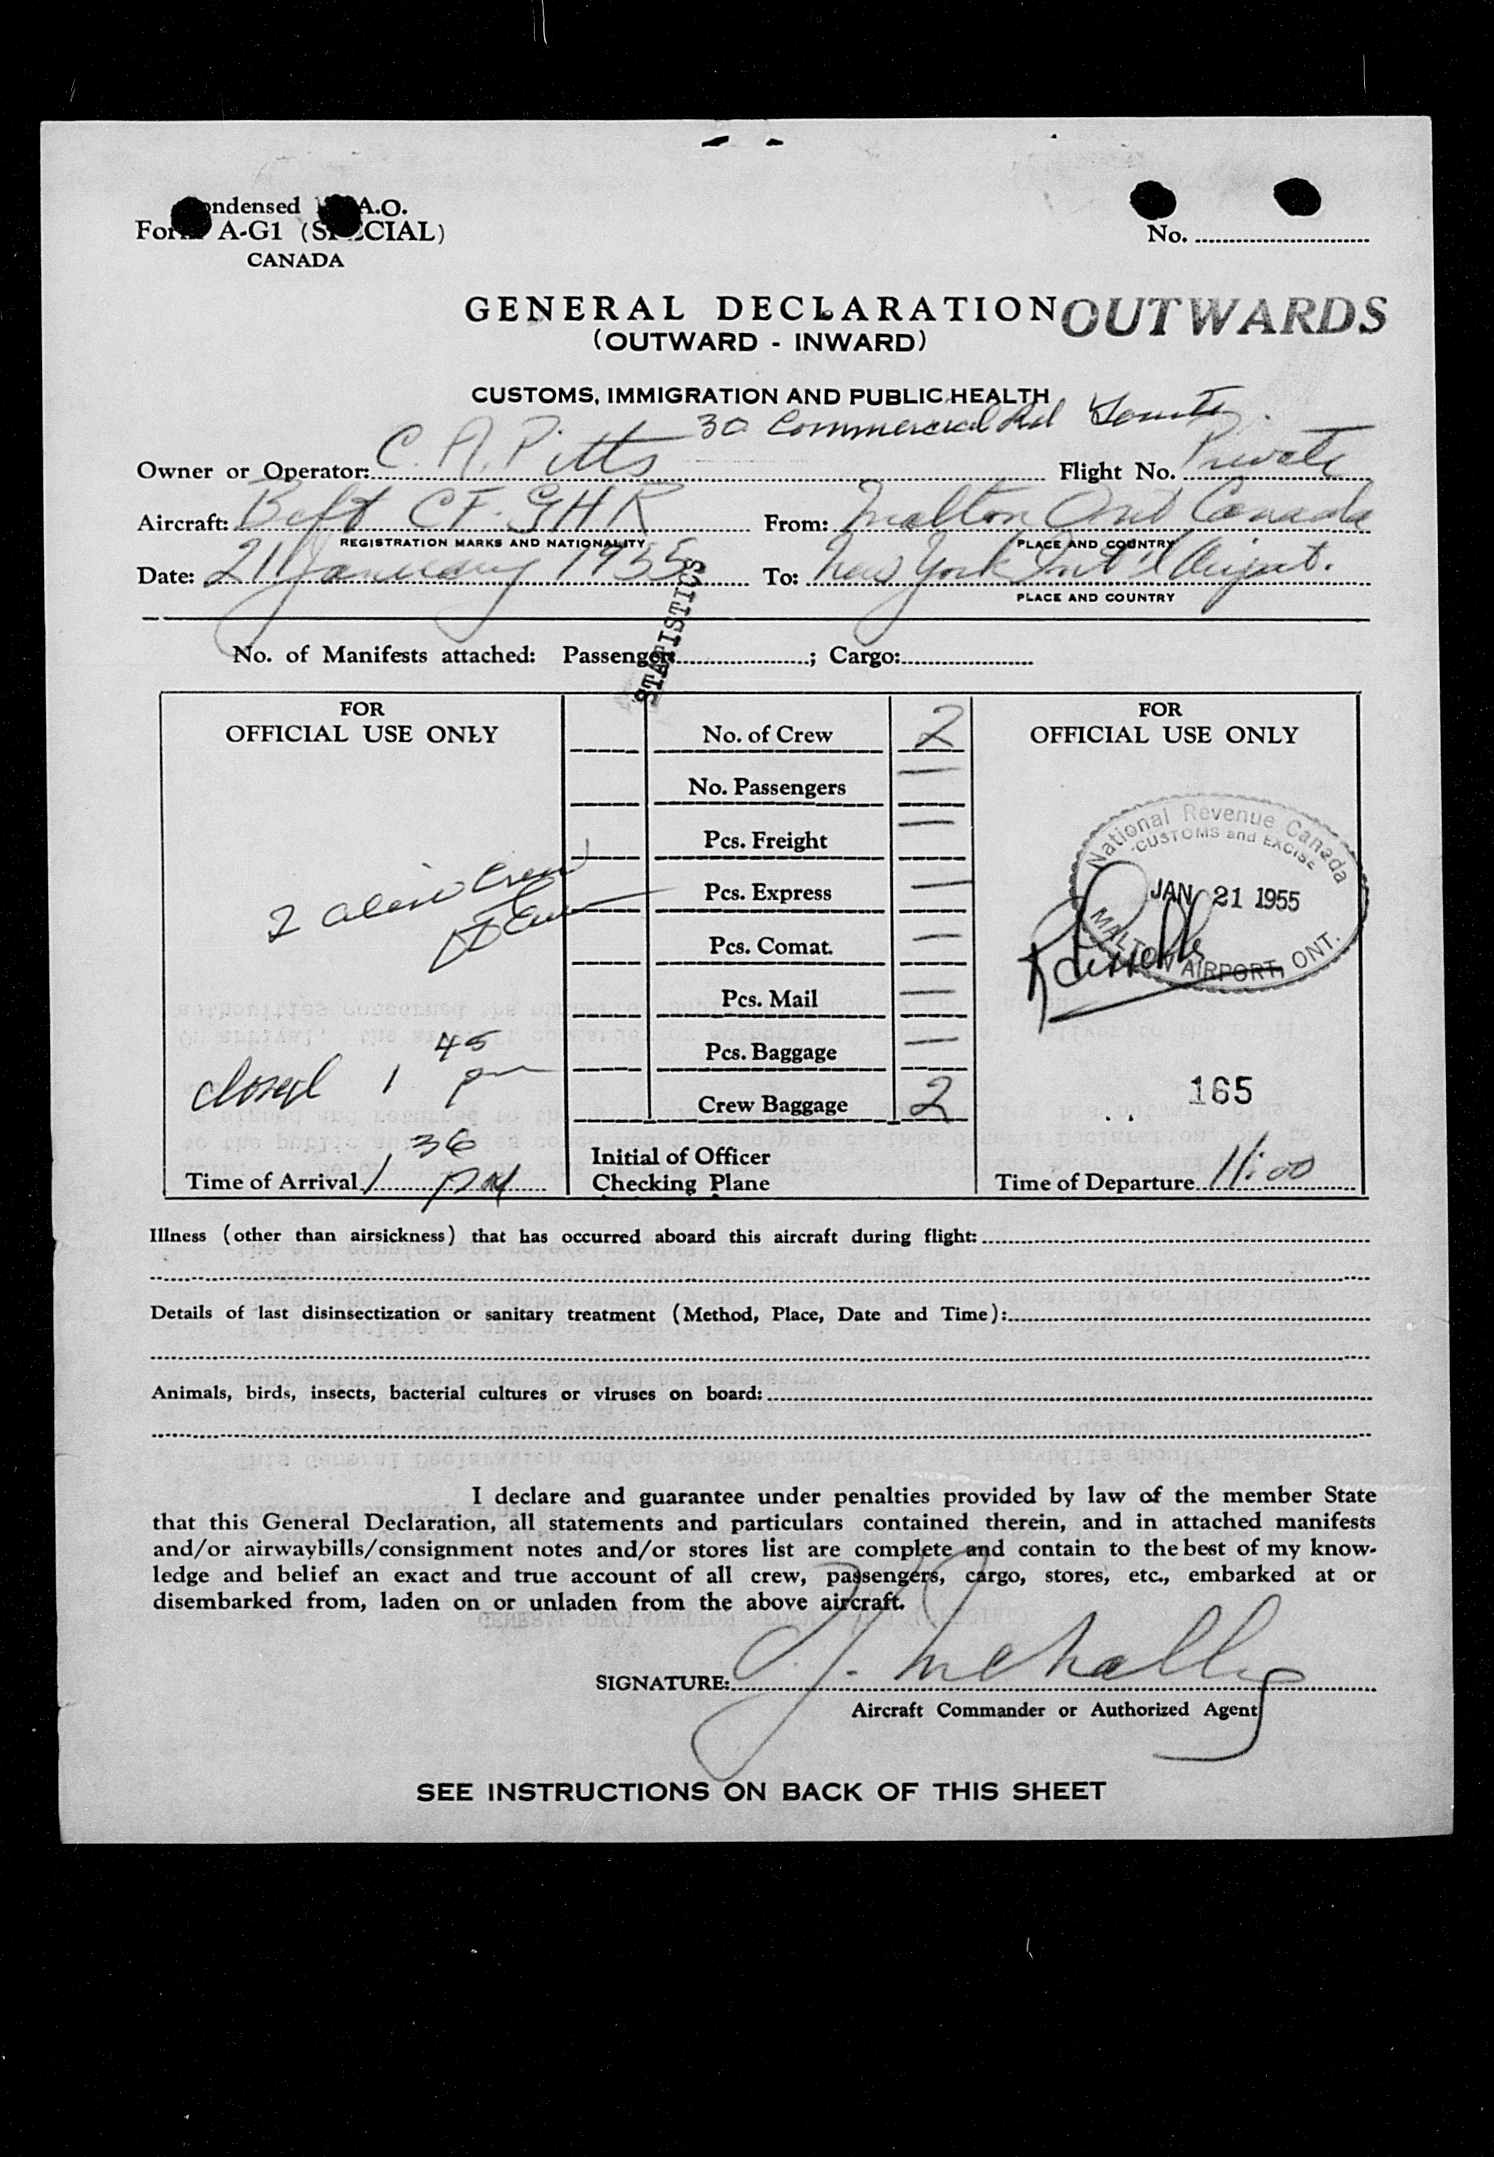 Condensed I.C.A.O.
Form A-G1 (SPECIAL)
CANADA
No.
GENERAL DECLARATION OUTWARDS
(OUTWARD - INWARD)
CUSTOMS, IMMIGRATION AND PUBLIC HEALTH
30 Commercial Rd
Owner or Operator: C. A. Pitts Flight No. Private
Aircraft: CF-GHR From: Malton Ont Canada
REGISTRATION MARKS AND NATIONALITY PLACE AND COUNTRY
Date: 21 January 1955 To: New York Int'l Airport.
PLACE AND COUNTRY
STATISTICS
No. of Manifests attached: Passenger ; Cargo:
FOR
OFFICIAL USE ONLY
No. of Crew 2
No. Passengers —
Pcs. Freight —
Pcs. Express —
Pcs. Comat. —
Pcs. Mail —
Pcs. Baggage —
Crew Baggage 2
FOR
OFFICIAL USE ONLY
2 alien crew
closed 1 45 pm
Time of Arrival 1 36 PM
Initial of Officer
Checking Plane
National Revenue Canada
CUSTOMS and EXCISE
JAN 21 1955
MALTON AIRPORT, ONT.
165
Time of Departure 11:00
Illness (other than airsickness) that has occurred aboard this aircraft during flight:
Details of last disinsectization or sanitary treatment (Method, Place, Date and Time):
Animals, birds, insects, bacterial cultures or viruses on board:
I declare and guarantee under penalties provided by law of the member State
that this General Declaration, all statements and particulars contained therein, and in attached manifests
and/or airwaybills/consignment notes and/or stores list are complete and contain to the best of my know-
ledge and belief an exact and true account of all crew, passengers, cargo, stores, etc., embarked at or
disembarked from, laden on or unladen from the above aircraft.
SIGNATURE:
Aircraft Commander or Authorized Agent
SEE INSTRUCTIONS ON BACK OF THIS SHEET